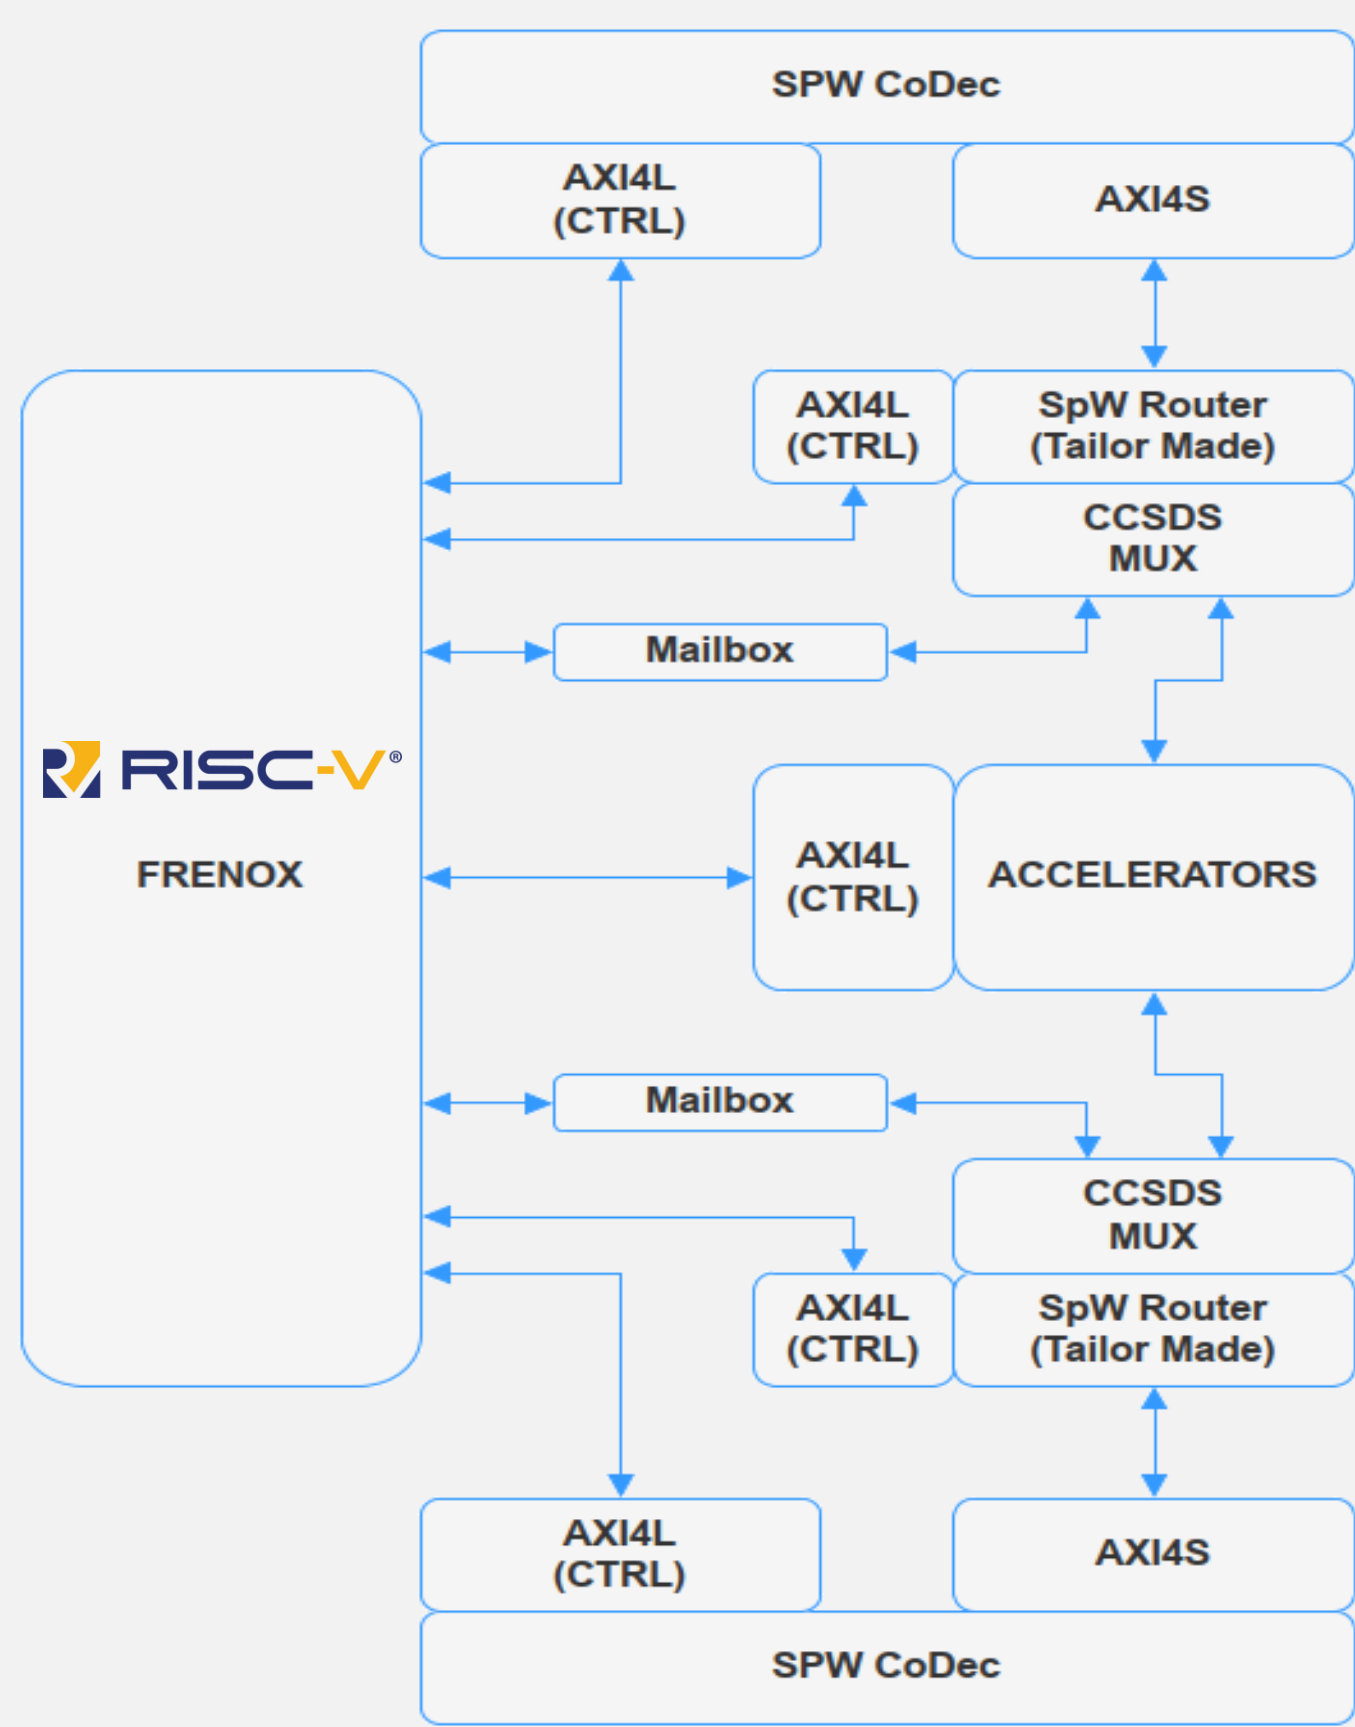 SPW CoDec
AXI4L
(CTRL)
AXI4S
AXI4L
(CTRL)
SpW Router
(Tailor Made)
CCSDS
MUX
Mailbox
RISC-V®
FRENOX
AXI4L
(CTRL)
ACCELERATORS
Mailbox
CCSDS
MUX
AXI4L
(CTRL)
SpW Router
(Tailor Made)
AXI4L
(CTRL)
AXI4S
SPW CoDec